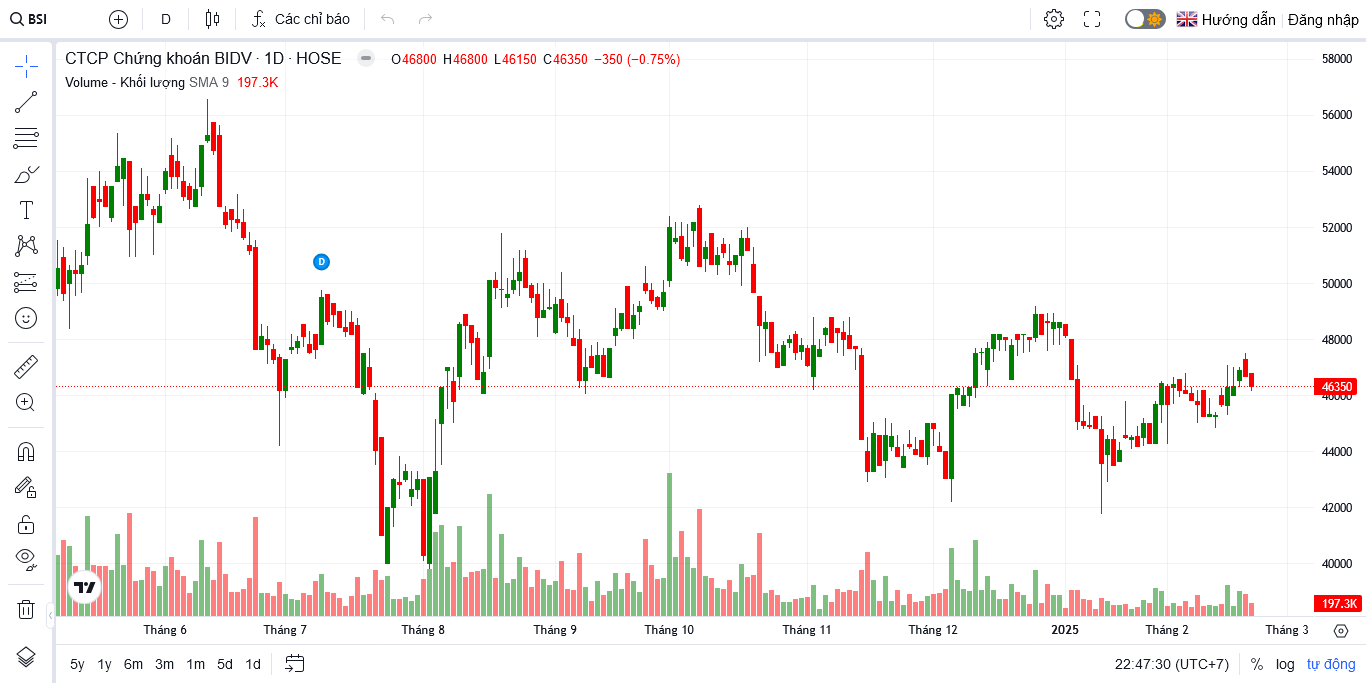 BSI D Các chỉ báo Hướng dẫn Đăng nhập
CTCP Chứng khoán BIDV · 1D · HOSE O46800 H46800 L46150 C46350 −350 (−0.75%)
Volume - Khối lượng SMA 9 197.3K
58000
56000
54000
52000
D
50000
48000
46350
46000
44000
42000
40000
197.3K
Tháng 6 Tháng 7 Tháng 8 Tháng 9 Tháng 10 Tháng 11 Tháng 12 2025 Tháng 2 Tháng 3
5y 1y 6m 3m 1m 5d 1d 22:47:30 (UTC+7) % log tự động